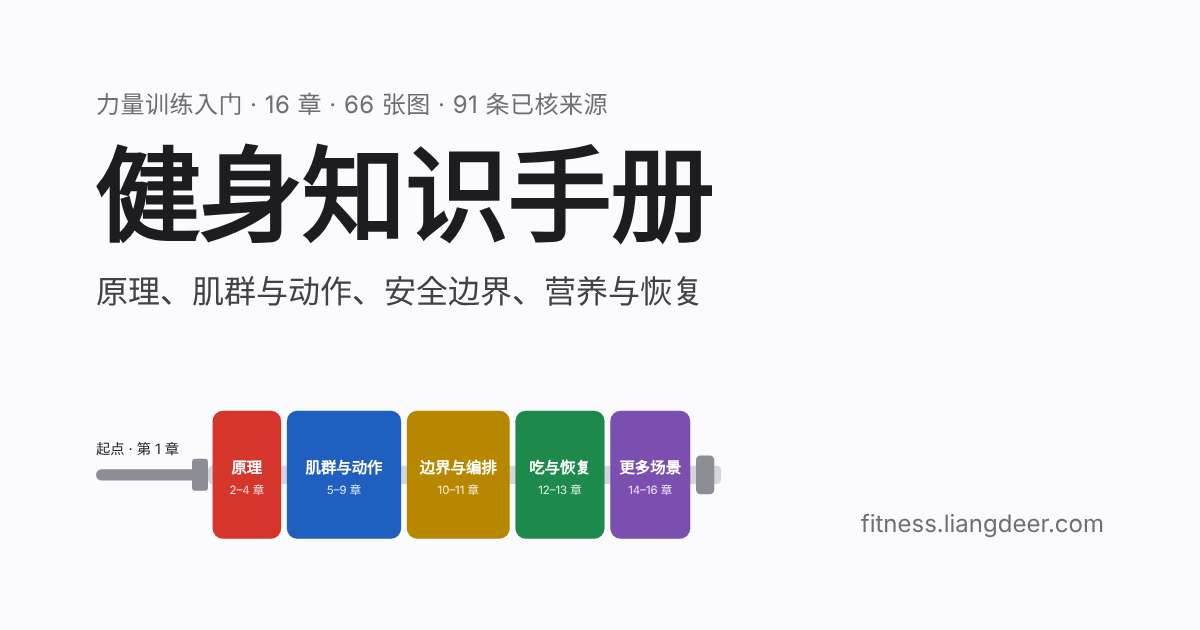 力量训练入门 · 16 章 · 66 张图 · 91 条已核来源
健身知识手册
原理、肌群与动作、安全边界、营养与恢复
起点 · 第 1 章
原理
2–4 章
肌群与动作
5–9 章
边界与编排
10–11 章
吃与恢复
12–13 章
更多场景
14–16 章
fitness.liangdeer.com